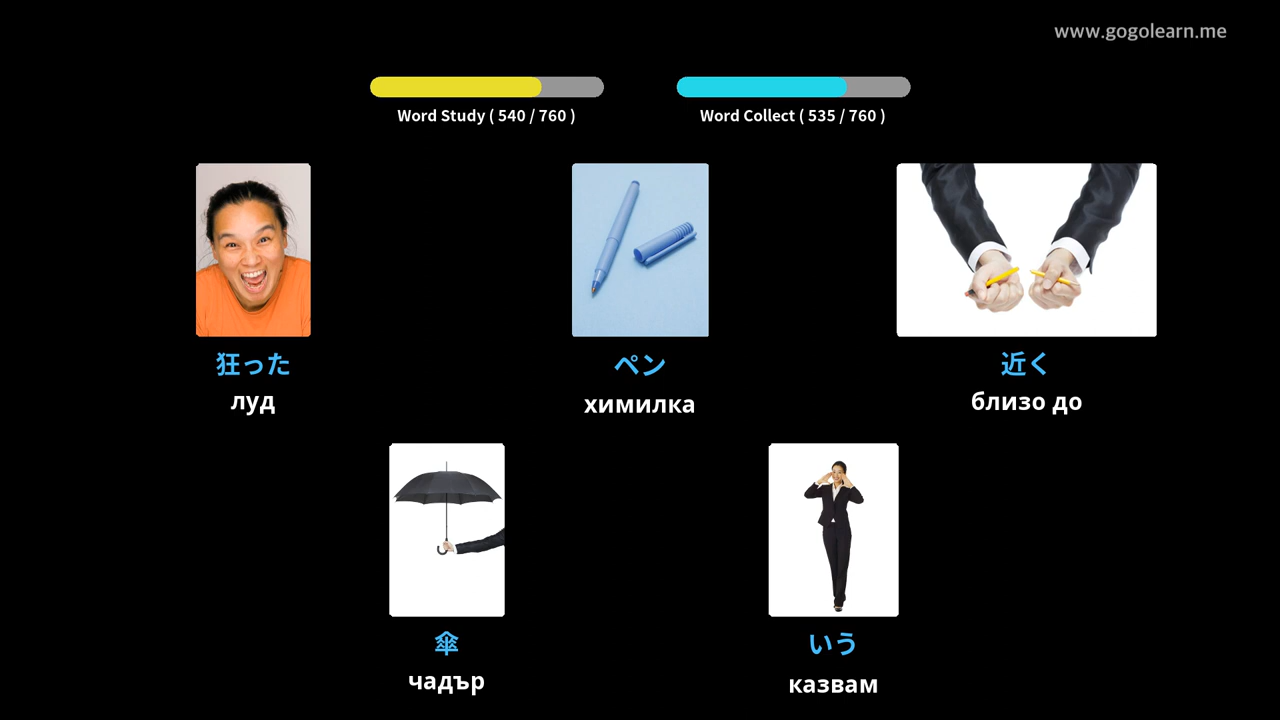 www.gogolearn.me
Word Study ( 540 / 760 )
Word Collect ( 535 / 760 )
狂った
луд
ペン
химилка
近く
близо до
傘
чадър
いう
казвам